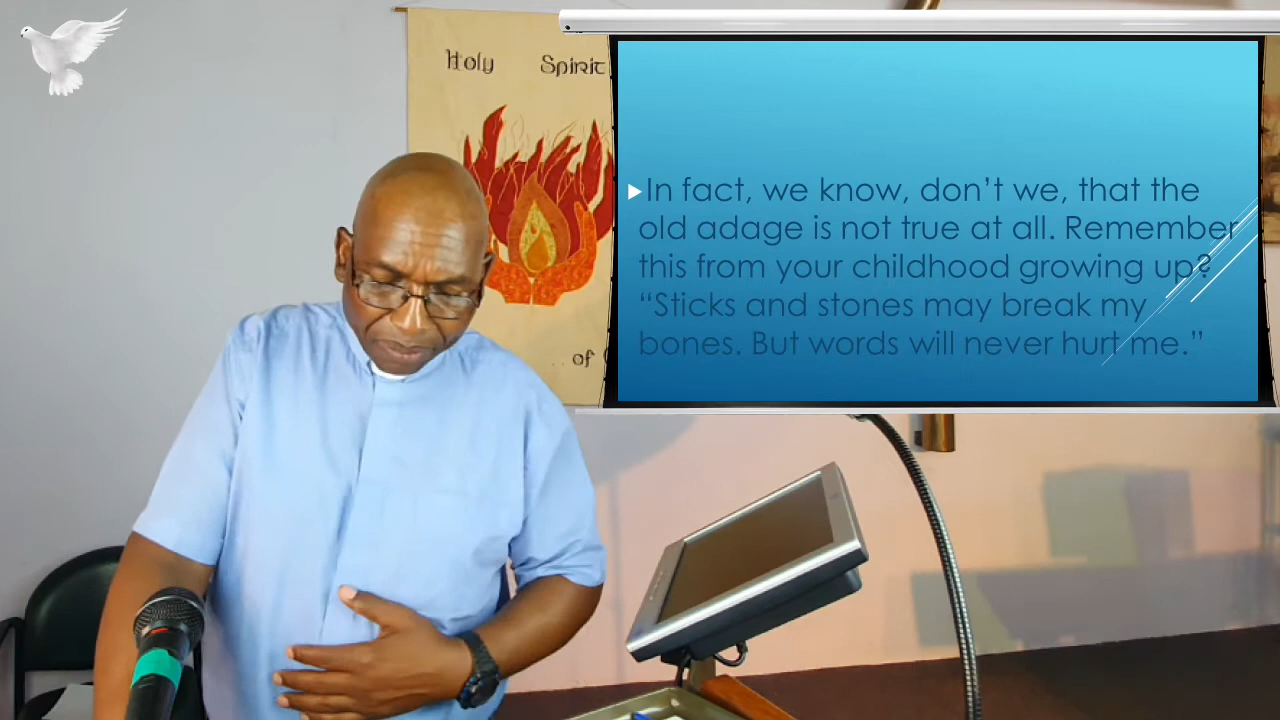 Holy Spirit
of
In fact, we know, don’t we, that the
old adage is not true at all. Remember
this from your childhood growing up?
“Sticks and stones may break my
bones. But words will never hurt me.”